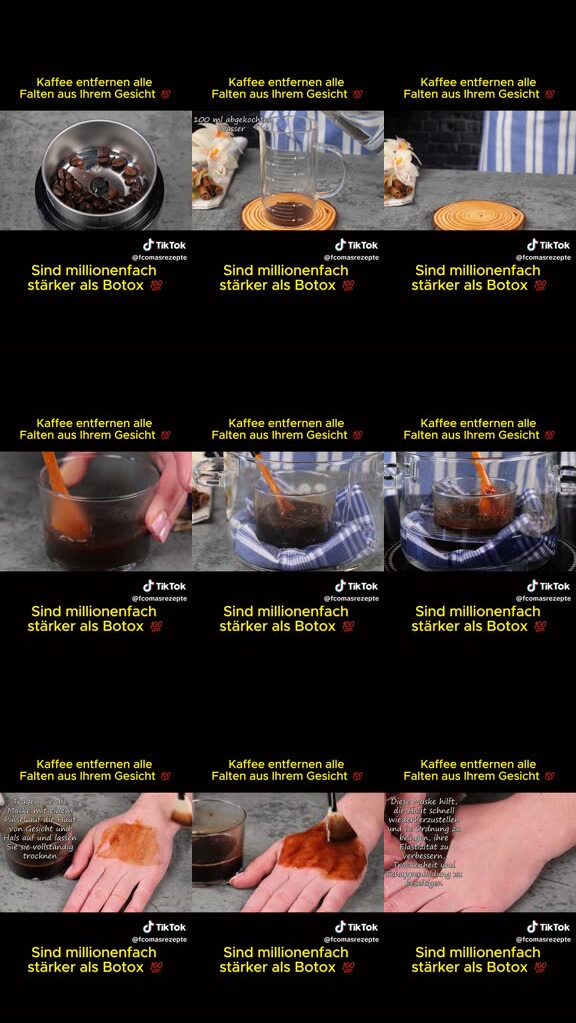 Kaffee entfernen alle
Falten aus Ihrem Gesicht 💯
Kaffee entfernen alle
Falten aus Ihrem Gesicht 💯
Kaffee entfernen alle
Falten aus Ihrem Gesicht 💯
100 ml abgekochtes
Wasser
TikTok
@fcomasrezepte
TikTok
@fcomasrezepte
TikTok
@fcomasrezepte
Sind millionenfach
stärker als Botox 💯
Sind millionenfach
stärker als Botox 💯
Sind millionenfach
stärker als Botox 💯
Kaffee entfernen alle
Falten aus Ihrem Gesicht 💯
Kaffee entfernen alle
Falten aus Ihrem Gesicht 💯
Kaffee entfernen alle
Falten aus Ihrem Gesicht 💯
TikTok
@fcomasrezepte
TikTok
@fcomasrezepte
TikTok
@fcomasrezepte
Sind millionenfach
stärker als Botox 💯
Sind millionenfach
stärker als Botox 💯
Sind millionenfach
stärker als Botox 💯
Kaffee entfernen alle
Falten aus Ihrem Gesicht 💯
Kaffee entfernen alle
Falten aus Ihrem Gesicht 💯
Kaffee entfernen alle
Falten aus Ihrem Gesicht 💯
Tragen Sie die
Maske mit einem
Pinsel auf die Haut
von Gesicht und
Hals auf und lassen
Sie sie vollständig
trocknen
Diese Maske hilft,
die Haut schnell
wiederherzustellen
und in Ordnung zu
bringen, ihre
Elastizität zu
verbessern,
Trockenheit und
Schuppenbildung zu
beseitigen
TikTok
@fcomasrezepte
TikTok
@fcomasrezepte
TikTok
@fcomasrezepte
Sind millionenfach
stärker als Botox 💯
Sind millionenfach
stärker als Botox 💯
Sind millionenfach
stärker als Botox 💯